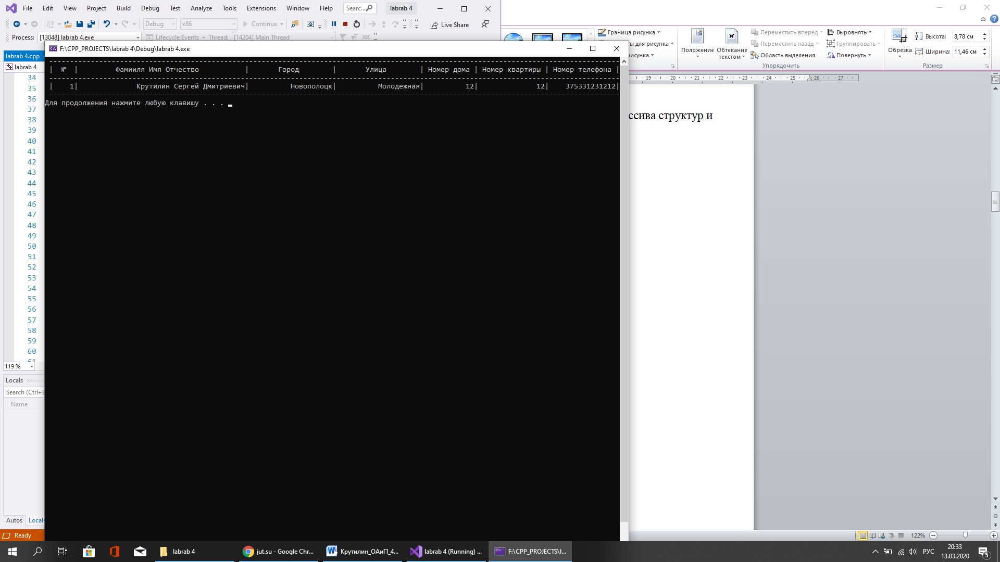 File Edit View Project Build Debug Test Analyze Tools Extensions Window Help Searc... labrab 4
Debug x86 Continue Live Share
Process: [13048] labrab 4.exe Lifecycle Events Thread: [14204] Main Thread
F:\CPP_PROJECTS\labrab 4\Debug\labrab 4.exe
labrab 4.cpp
labrab 4
| № | Фамииля Имя Отчество | Город | Улица | Номер дома | Номер квартиры | Номер телефона |
| 1| Крутилин Сергей Дмитриевич| Новополоцк| Молодежная| 12| 12| 375331231212|
Для продолжения нажмите любую клавишу . . .
34
35
36
37
38
39
40
41
42
43
44
45
46
47
48
49
50
51
52
53
54
55
56
57
58
59
60
61
119 %
Locals
Search (Ctrl+E
Name
Autos Locals
Ready
Граница рисунка
ты для рисунка
рисунка
Положение
Обтекание текстом
Переместить вперед
Переместить назад
Область выделения
Выровнять
Группировать
Повернуть
Упорядочить
Обрезка
Высота: 8,78 см
Ширина: 11,46 см
Размер
19 20 21 22 23 24 25 26 27
ссива структур и
122%
labrab 4
jut.su - Google Chr...
Крутилин_ОАиП_4...
labrab 4 (Running) ...
F:\CPP_PROJECTS\l...
РУС
20:33
13.03.2020
5